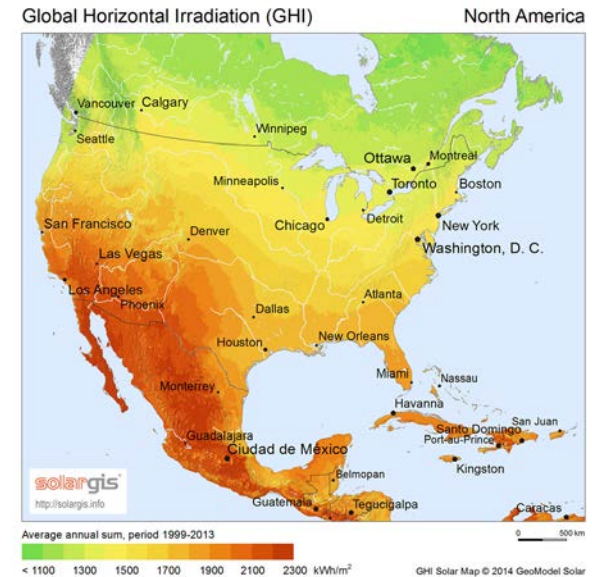 Global Horizontal Irradiation (GHI) North America
Vancouver Calgary
Seattle
Winnipeg
Ottawa Montreal
Minneapolis Toronto Boston
San Francisco Chicago Detroit New York
Denver Washington, D. C.
Las Vegas
Los Angeles
Phoenix Atlanta
Dallas
Houston New Orleans
Miami Nassau
Monterrey
Havanna
Santo Domingo San Juan
Guadalajara Port-au-Prince
Ciudad de México
Kingston
Belmopan
solargis
http://solargis.info
Guatemala Tegucigalpa Caracas
Average annual sum, period 1999-2013 0 500 km
< 1100 1300 1500 1700 1900 2100 2300 kWh/m²
GHI Solar Map © 2014 GeoModel Solar